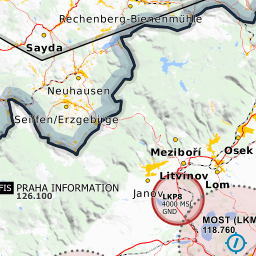 Rechenberg-Bienenmühle
Sayda
Neuhausen
Seiffen/Erzgebirge
Meziboří
Osek
Litvínov
Lom
FIS PRAHA INFORMATION
126.100
Janov
LKP8
4000 MSL
GND
MOST (LKM
118.760